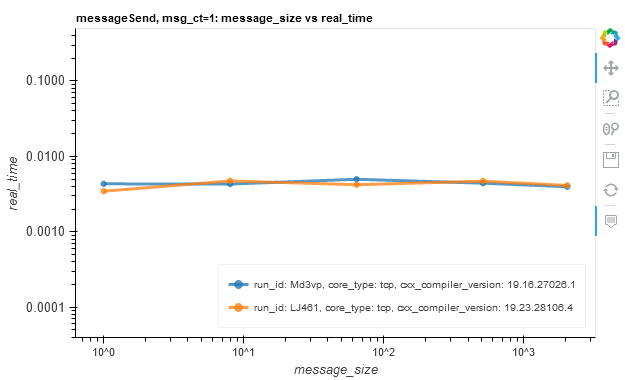 messageSend, msg_ct=1: message_size vs real_time
0.1000
0.0100
0.0010
0.0001
real_time
run_id: Md3vp, core_type: tcp, cxx_compiler_version: 19.16.27026.1
run_id: LJ461, core_type: tcp, cxx_compiler_version: 19.23.28106.4
10^0
10^1
10^2
10^3
message_size